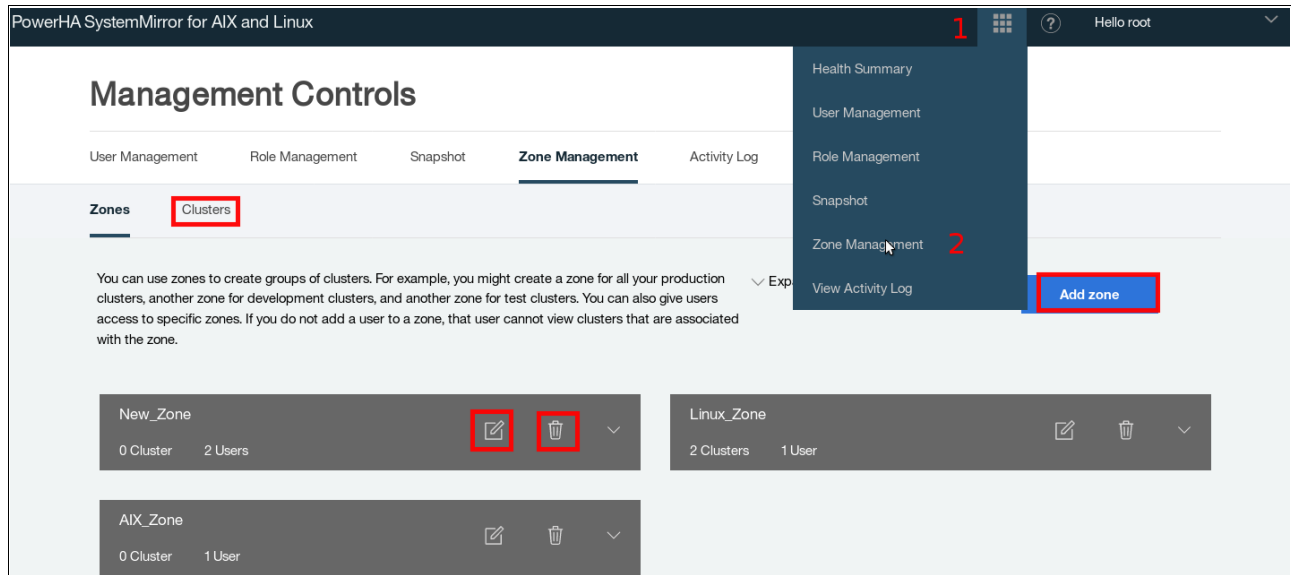 PowerHA SystemMirror for AIX and Linux
1
?
Hello root
Health Summary
User Management
Role Management
Snapshot
Zone Management
2
View Activity Log
Management Controls
User Management
Role Management
Snapshot
Zone Management
Activity Log
Zones
Clusters
You can use zones to create groups of clusters. For example, you might create a zone for all your production
clusters, another zone for development clusters, and another zone for test clusters. You can also give users
access to specific zones. If you do not add a user to a zone, that user cannot view clusters that are associated
with the zone.
Add zone
New_Zone
0 Cluster
2 Users
Linux_Zone
2 Clusters
1 User
AIX_Zone
0 Cluster
1 User